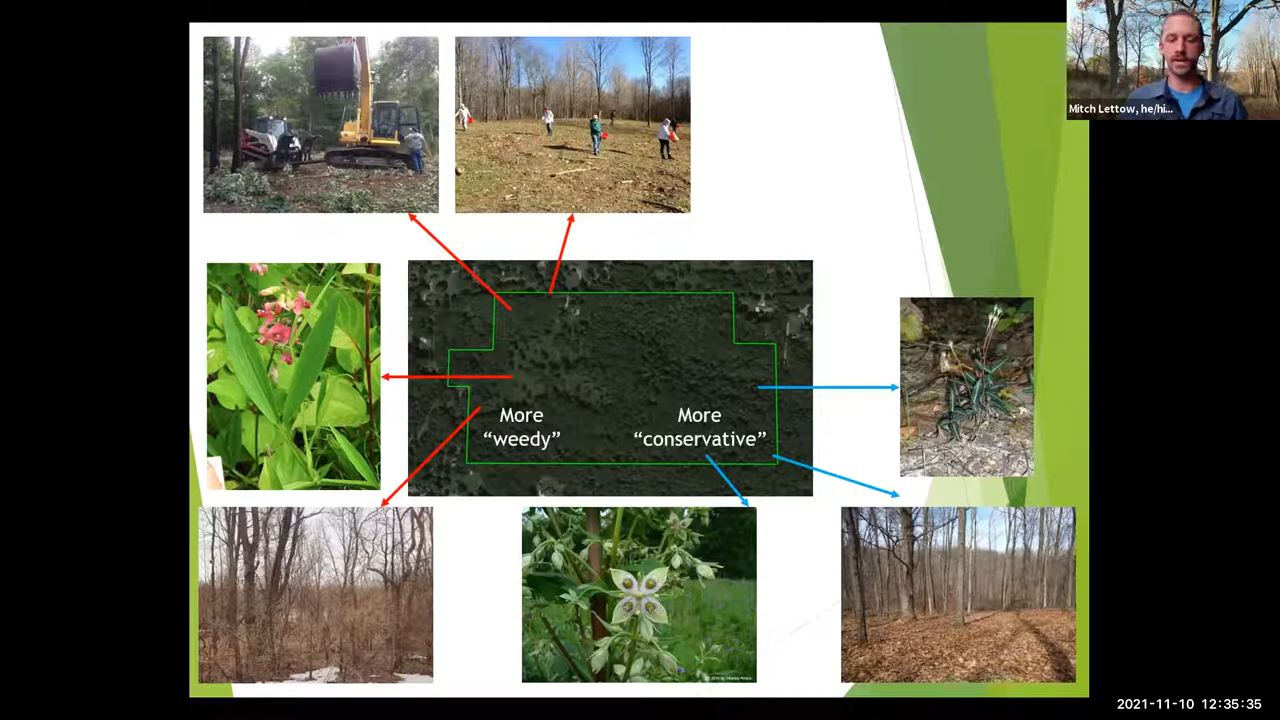 Mitch Lettow, he/hi...
More
“weedy”
More
“conservative”
2021-11-10 12:35:35